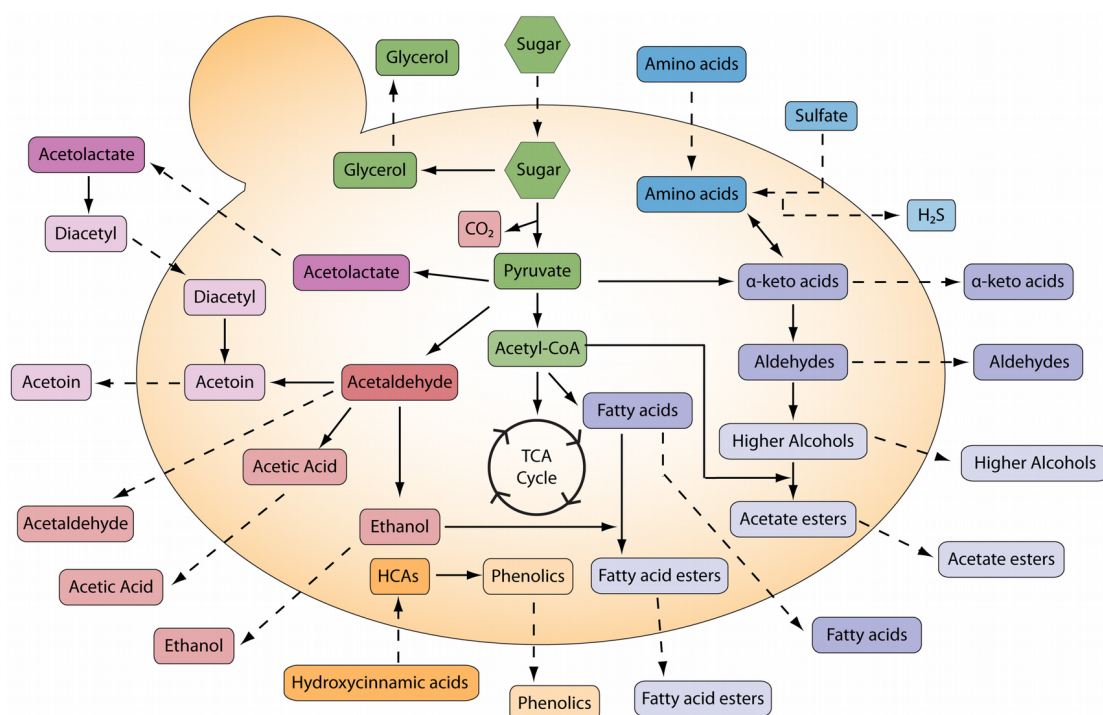 Glycerol
Sugar
Amino acids
Sulfate
Acetolactate
Glycerol
Sugar
Amino acids
Diacetyl
CO₂
H₂S
Acetolactate
Pyruvate
α-keto acids
α-keto acids
Diacetyl
Acetyl-CoA
Aldehydes
Aldehydes
Acetoin
Acetoin
Acetaldehyde
Fatty acids
Higher Alcohols
Higher Alcohols
Acetic Acid
TCA
Cycle
Acetaldehyde
Ethanol
Acetate esters
Acetate esters
Acetic Acid
HCAs
Phenolics
Fatty acid esters
Ethanol
Fatty acids
Hydroxycinnamic acids
Phenolics
Fatty acid esters